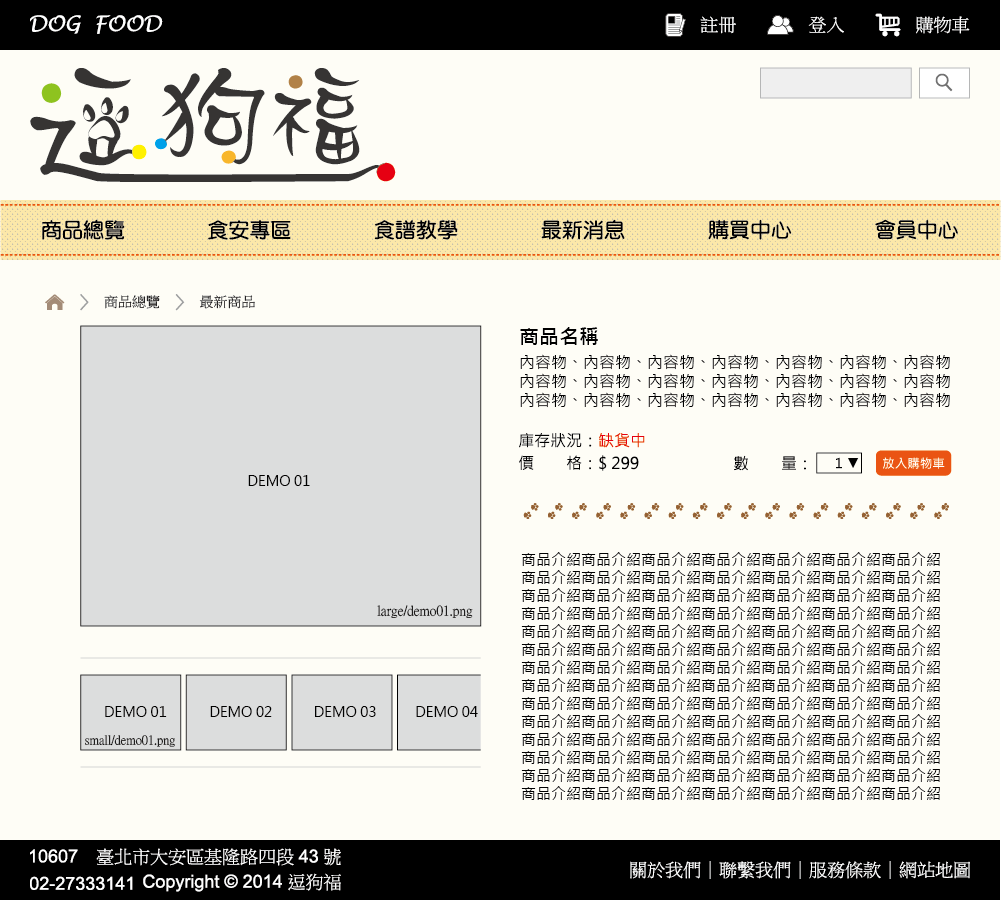 DOG FOOD
註冊 登入 購物車
逗狗福
商品總覽 食安專區 食譜教學 最新消息 購買中心 會員中心
商品總覽 最新商品
DEMO 01
large/demo01.png
DEMO 01 DEMO 02 DEMO 03 DEMO 04
small/demo01.png
商品名稱
內容物、內容物、內容物、內容物、內容物、內容物、內容物
內容物、內容物、內容物、內容物、內容物、內容物、內容物
內容物、內容物、內容物、內容物、內容物、內容物、內容物
庫存狀況：缺貨中
價 格：$ 299 數 量： 1▼ 放入購物車
商品介紹商品介紹商品介紹商品介紹商品介紹商品介紹商品介紹
商品介紹商品介紹商品介紹商品介紹商品介紹商品介紹商品介紹
商品介紹商品介紹商品介紹商品介紹商品介紹商品介紹商品介紹
商品介紹商品介紹商品介紹商品介紹商品介紹商品介紹商品介紹
商品介紹商品介紹商品介紹商品介紹商品介紹商品介紹商品介紹
商品介紹商品介紹商品介紹商品介紹商品介紹商品介紹商品介紹
商品介紹商品介紹商品介紹商品介紹商品介紹商品介紹商品介紹
商品介紹商品介紹商品介紹商品介紹商品介紹商品介紹商品介紹
商品介紹商品介紹商品介紹商品介紹商品介紹商品介紹商品介紹
商品介紹商品介紹商品介紹商品介紹商品介紹商品介紹商品介紹
商品介紹商品介紹商品介紹商品介紹商品介紹商品介紹商品介紹
商品介紹商品介紹商品介紹商品介紹商品介紹商品介紹商品介紹
商品介紹商品介紹商品介紹商品介紹商品介紹商品介紹商品介紹
商品介紹商品介紹商品介紹商品介紹商品介紹商品介紹商品介紹
10607 臺北市大安區基隆路四段 43 號
02-27333141 Copyright © 2014 逗狗福
關於我們｜聯繫我們｜服務條款｜網站地圖